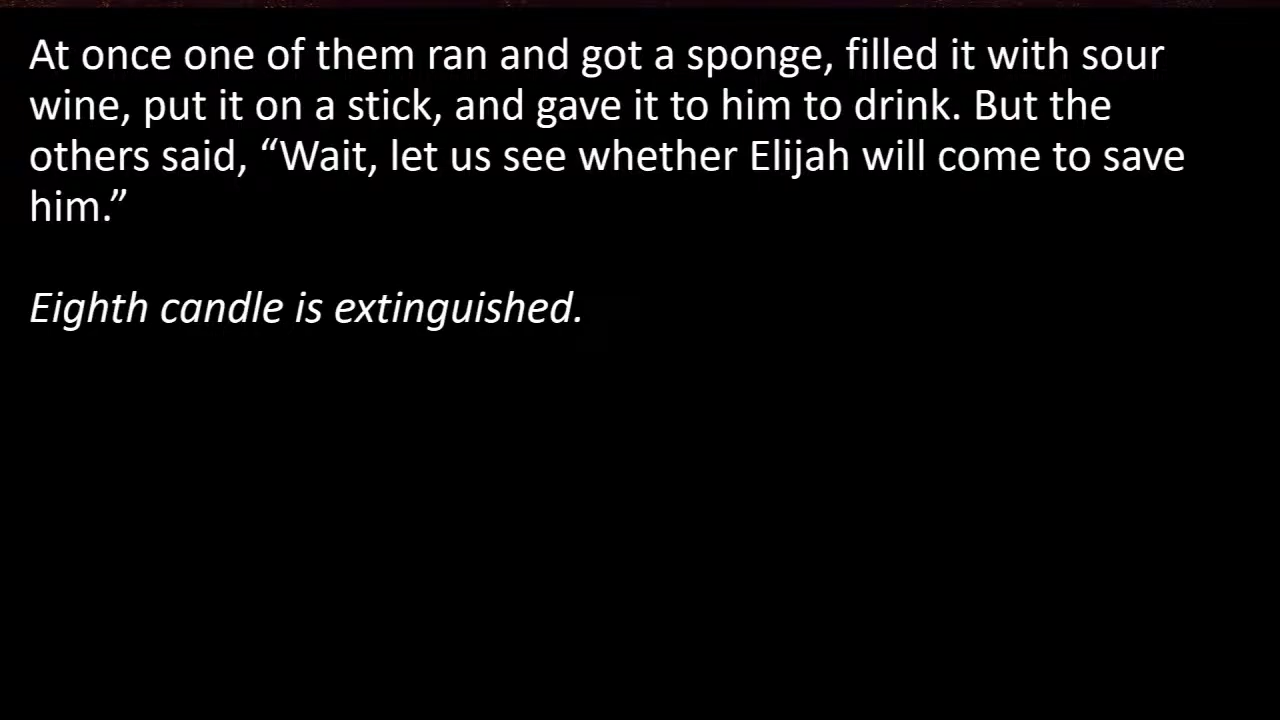 At once one of them ran and got a sponge, filled it with sour
wine, put it on a stick, and gave it to him to drink. But the
others said, “Wait, let us see whether Elijah will come to save
him.”
Eighth candle is extinguished.